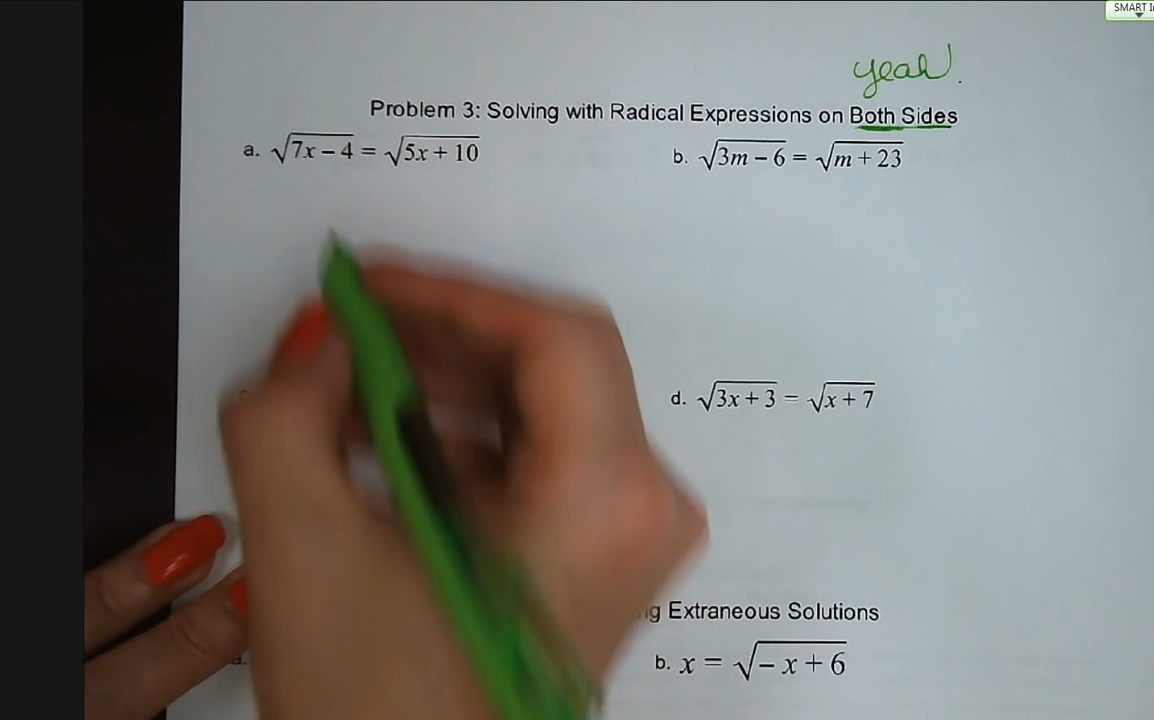 SMART
yeah!
Problem 3: Solving with Radical Expressions on Both Sides
a. √7x – 4 = √5x + 10
b. √3m – 6 = √m + 23
d. √3x + 3 = √x + 7
Extraneous Solutions
b. x = √– x + 6